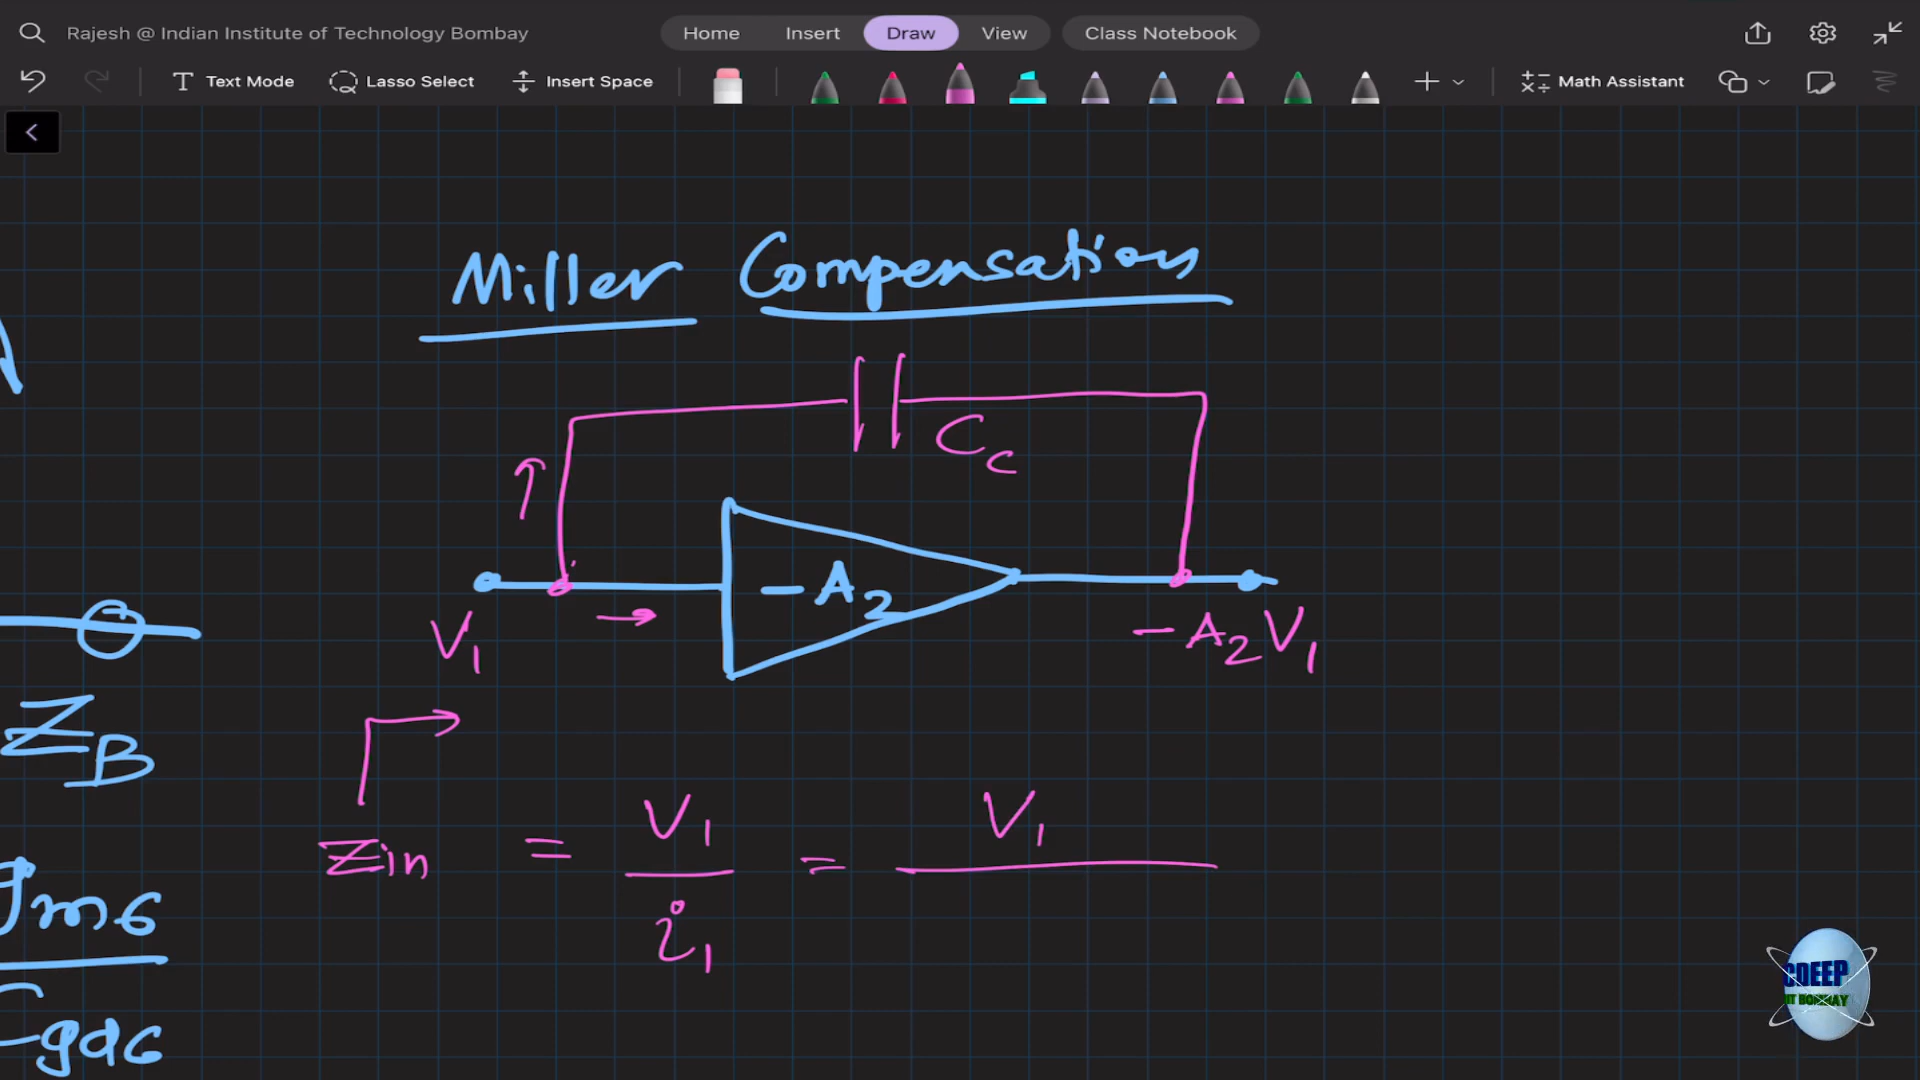 Rajesh @ Indian Institute of Technology Bombay
Home Insert Draw View Class Notebook
Text Mode Lasso Select Insert Space Math Assistant
Miller Compensation
Cc
-A2
V1
-A2V1
ZB
Zin = V1 / i1 = V1
gm6
gd6
CDEEP
IIT BOMBAY